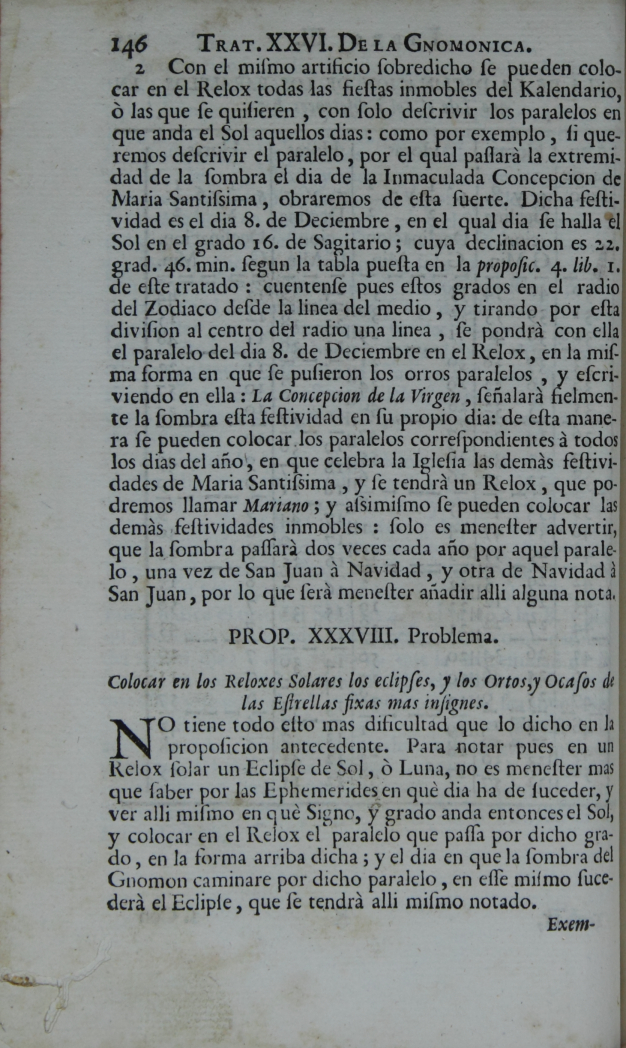 146 TRAT. XXVI. DE LA GNOMONICA.
2 Con el miſmo artificio ſobredicho ſe pueden colo-
car en el Relox todas las fieſtas inmobles del Kalendario,
ò las que ſe quiſieren , con ſolo deſcrivir los paralelos en
que anda el Sol aquellos dias : como por exemplo , ſi que-
remos deſcrivir el paralelo , por el qual paſſarà la extremi-
dad de la ſombra el dia de la Inmaculada Concepcion de
Maria Santiſsima , obraremos de eſta ſuerte. Dicha feſti-
vidad es el dia 8. de Deciembre , en el qual dia ſe halla el
Sol en el grado 16. de Sagitario ; cuya declinacion es 22.
grad. 46. min. ſegun la tabla pueſta en la propoſic. 4. lib. 1.
de eſte tratado : cuentenſe pues eſtos grados en el radio
del Zodiaco deſde la linea del medio , y tirando por eſta
diviſion al centro del radio una linea , ſe pondrà con ella
el paralelo del dia 8. de Deciembre en el Relox , en la miſ-
ma forma en que ſe puſieron los orros paralelos , y eſcri-
viendo en ella : La Concepcion de la Virgen , ſeñalará fielmen-
te la ſombra eſta feſtividad en ſu propio dia: de eſta mane-
ra ſe pueden colocar los paralelos correſpondientes à todos
los dias del año , en que celebra la Igleſia las demàs feſtivi-
dades de Maria Santiſsima , y ſe tendrà un Relox , que po-
dremos llamar Mariano ; y aſsimiſmo ſe pueden colocar las
demàs feſtividades inmobles : ſolo es meneſter advertir,
que la ſombra paſſarà dos veces cada año por aquel parale-
lo , una vez de San Juan à Navidad , y otra de Navidad à
San Juan , por lo que ſerà meneſter añadir alli alguna nota.
PROP. XXXVIII. Problema.
Colocar en los Reloxes Solares los eclipſes, y los Ortos,y Ocaſos de
las Eſtrellas fixas mas inſignes.
NO tiene todo eſto mas dificultad que lo dicho en la
propoſicion antecedente. Para notar pues en un
Relox ſolar un Eclipſe de Sol , ò Luna, no es meneſter mas
que ſaber por las Ephemerides en què dia ha de ſuceder, y
ver alli miſmo en què Signo, y grado anda entonces el Sol,
y colocar en el Relox el paralelo que paſſa por dicho gra-
do , en la forma arriba dicha ; y el dia en que la ſombra del
Gnomon caminare por dicho paralelo , en eſſe miſmo ſuce-
derà el Eclipſe , que ſe tendrà alli miſmo notado.
Exem-